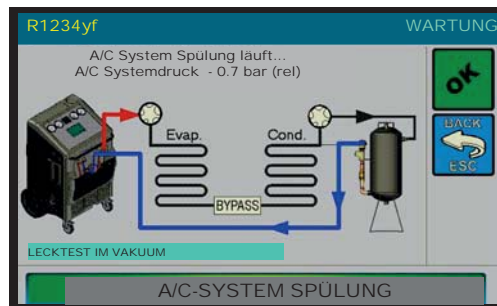 R1234yf
WARTUNG
A/C System Spülung läuft...
A/C Systemdruck - 0.7 bar (rel)
OK
Evap.
Cond.
BACK
ESC
BYPASS
LECKTEST IM VAKUUM
A/C-SYSTEM SPÜLUNG